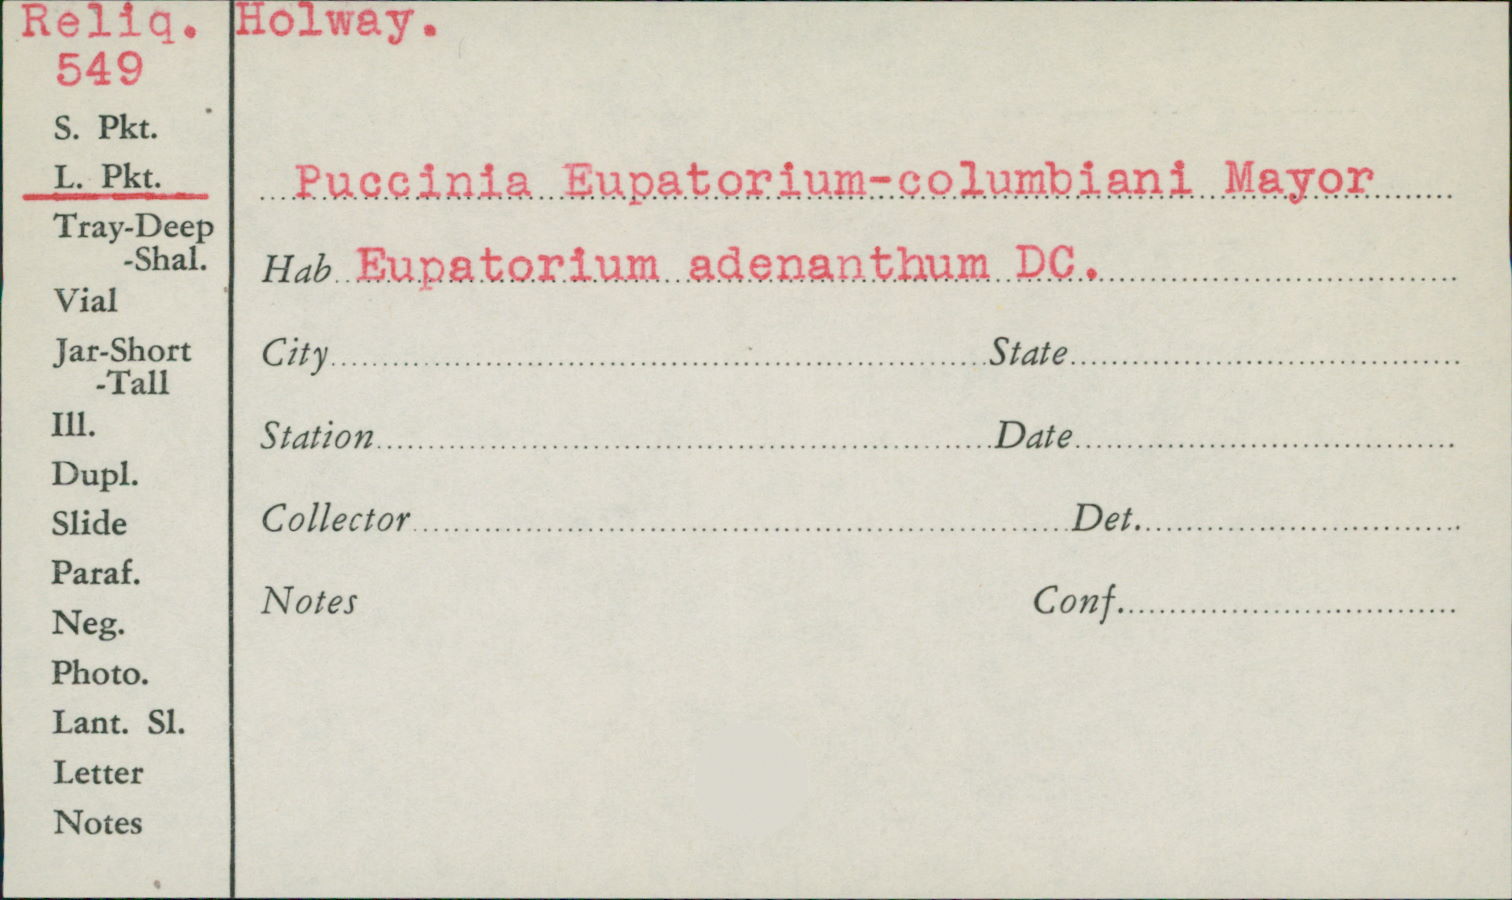 Reliq. Holway.
549
S. Pkt.
L. Pkt.
Puccinia Eupatorium-columbiani Mayor
Tray-Deep
-Shal.
Hab Eupatorium adenanthum DC.
Vial
Jar-Short
-Tall
City State
Ill.
Station Date
Dupl.
Slide
Collector Det.
Paraf.
Notes Conf.
Neg.
Photo.
Lant. Sl.
Letter
Notes